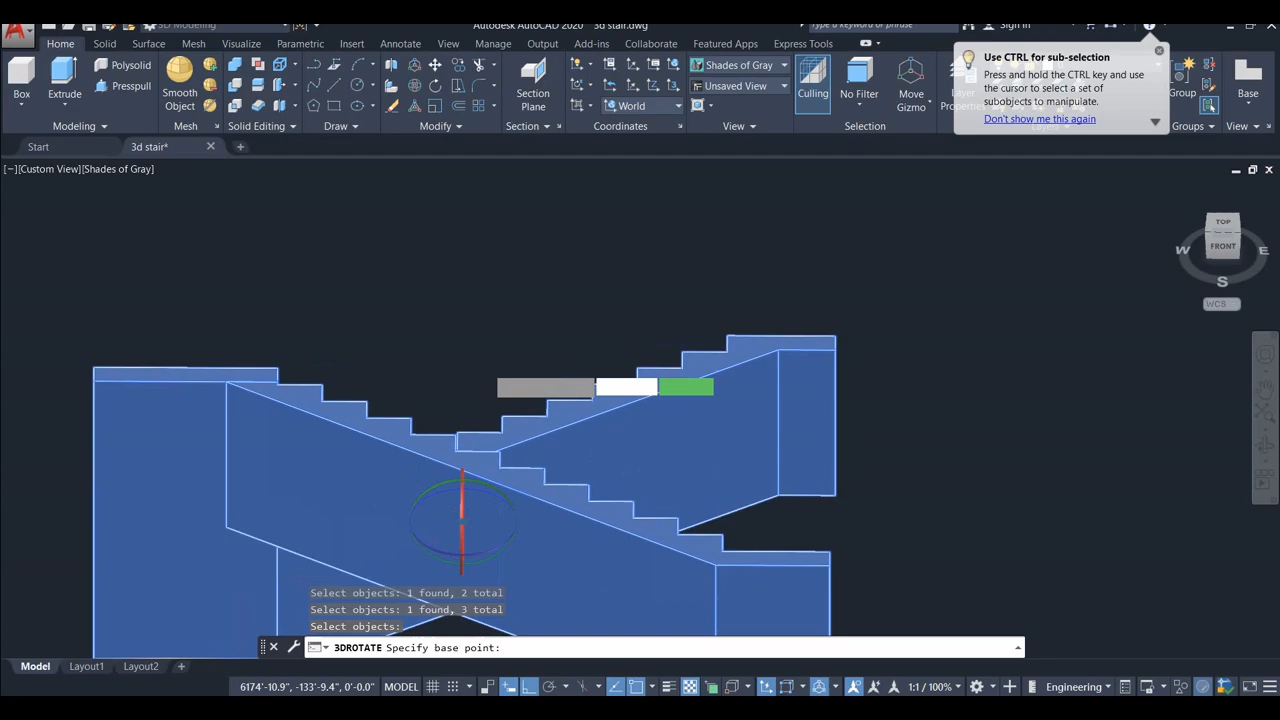 3D Modeling
Autodesk AutoCAD 2020 3d stair.dwg
Type a keyword or phrase
Sign In
Home Solid Surface Mesh Visualize Parametric Insert Annotate View Manage Output Add-ins Collaborate Featured Apps Express Tools
Box
Extrude
Polysolid
Presspull
Smooth
Object
Section
Plane
World
Shades of Gray
Unsaved View
Culling
No Filter
Move
Gizmo
Layer
Properties
Group
Base
Modeling Mesh Solid Editing Draw Modify Section Coordinates View Selection Layers Groups View
Use CTRL for sub-selection
Press and hold the CTRL key and use
the cursor to select a set of
subobjects to manipulate.
Don't show me this again
Start 3d stair*
[−][Custom View][Shades of Gray]
TOP
FRONT
W
E
S
WCS
Select objects: 1 found, 2 total
Select objects: 1 found, 3 total
Select objects:
3DROTATE Specify base point:
Model Layout1 Layout2
6174'-10.9", -133'-9.4", 0'-0.0" MODEL 1:1 / 100% Engineering